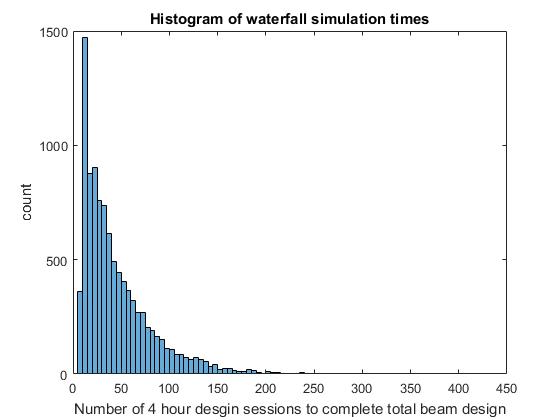 Histogram of waterfall simulation times
1500
1000
500
0
count
0 50 100 150 200 250 300 350 400 450
Number of 4 hour desgin sessions to complete total beam design